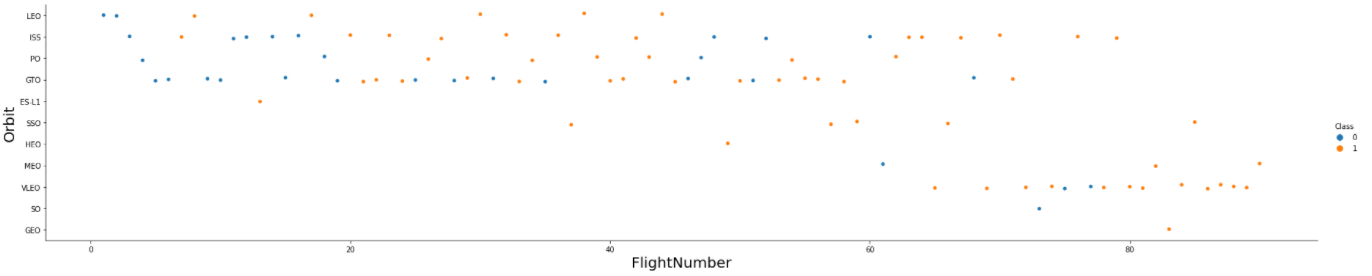 Orbit
LEO
ISS
PO
GTO
ES-L1
SSO
HEO
MEO
VLEO
SO
GEO
0
20
40
60
80
FlightNumber
Class
0
1